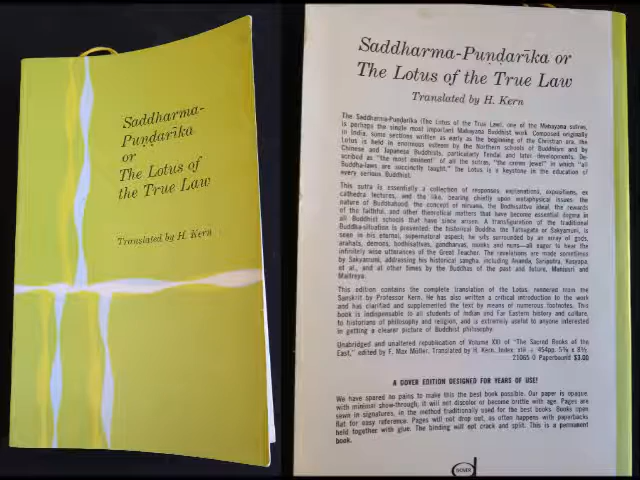 Saddharma-
Puṇḍarīka
or
The Lotus of
the True Law
Translated by H. Kern
Saddharma-Puṇḍarīka or
The Lotus of the True Law
Translated by H. Kern
The Saddharma-Pundarika (The Lotus of the True Law), one of the Mahayana sutras,
is perhaps the single most important Mahayana Buddhist work. Composed originally
in India, some sections written as early as the beginning of the Christian era, the
Lotus is held in enormous esteem by the Northern schools of Buddhism and by
Chinese and Japanese Buddhists, particularly Tendai and later developments. De-
scribed as "the most eminent" of all the sutras, "the crown jewel" in which "all
Buddha-laws are succinctly taught," the Lotus is a keystone in the education of
every serious Buddhist.
This sutra is essentially a collection of responses, explanations, expositions, ex
cathedra lectures, and the like, bearing chiefly upon metaphysical issues: the
nature of Buddhahood, the concept of nirvana, the Bodhisattva ideal, the rewards
of the faithful, and other theoretical matters that have become essential dogma in
all Buddhist schools that have since arisen. A transfiguration of the traditional
Buddha-situation is presented: the historical Buddha, the Tathagata or Sakyamuni, is
seen in his eternal, supernatural aspect; he sits surrounded by an array of gods,
arahats, demons, bodhisattvas, gandharvas, monks and nuns—all eager to hear the
infinitely wise utterances of the Great Teacher. The revelations are made sometimes
by Sakyamuni, addressing his historical sangha, including Ananda, Sariputra, Kasyapa,
et al., and at other times by the Buddhas of the past and future, Mahasri and
Maitreya.
This edition contains the complete translation of the Lotus, rendered from the
Sanskrit by Professor Kern. He has also written a critical introduction to the work
and has clarified and supplemented the text by means of numerous footnotes. This
book is indispensable to all students of Indian and Far Eastern history and culture,
to historians of philosophy and religion, and is extremely useful to anyone interested
in getting a clearer picture of Buddhist philosophy.
Unabridged and unaltered republication of Volume XXI of "The Sacred Books of the
East," edited by F. Max Müller. Translated by H. Kern. Index. xlii + 454pp. 5⅜ x 8½.
21065-0 Paperbound $3.00
A DOVER EDITION DESIGNED FOR YEARS OF USE!
We have spared no pains to make this the best book possible. Our paper is opaque,
with minimal show-through; it will not discolor or become brittle with age. Pages are
sewn in signatures, in the method traditionally used for the best books. Books open
flat for easy reference. Pages will not drop out, as often happens with paperbacks
held together with glue. The binding will not crack and split. This is a permanent
book.
DOVER